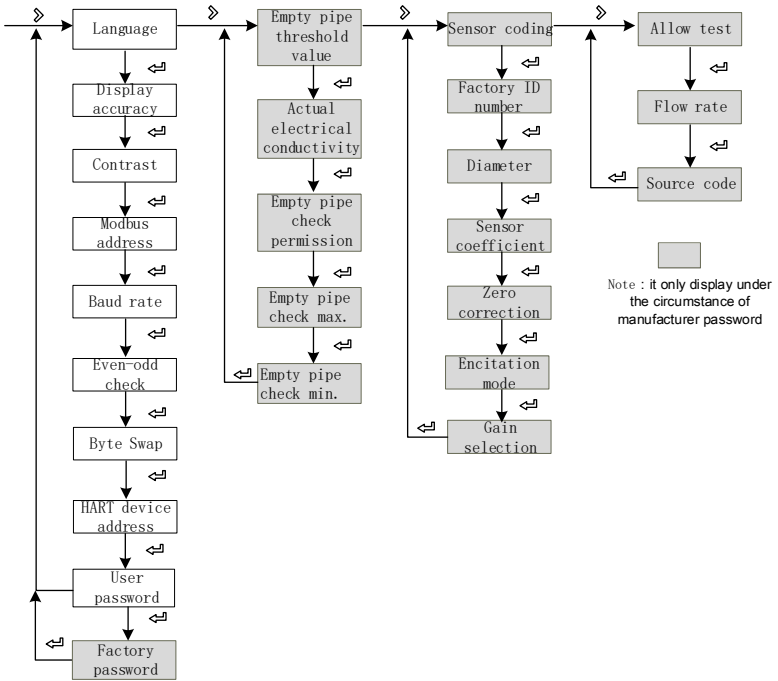 Language
Display
accuracy
Contrast
Modbus
address
Baud rate
Even-odd
check
Byte Swap
HART device
address
User
password
Factory
password
Empty pipe
threshold
value
Actual
electrical
conductivity
Empty pipe
check
permission
Empty pipe
check max.
Empty pipe
check min.
Sensor coding
Factory ID
number
Diameter
Sensor
coefficient
Zero
correction
Encitation
mode
Gain
selection
Allow test
Flow rate
Source code
Note : it only display under
the circumstance of
manufacturer password